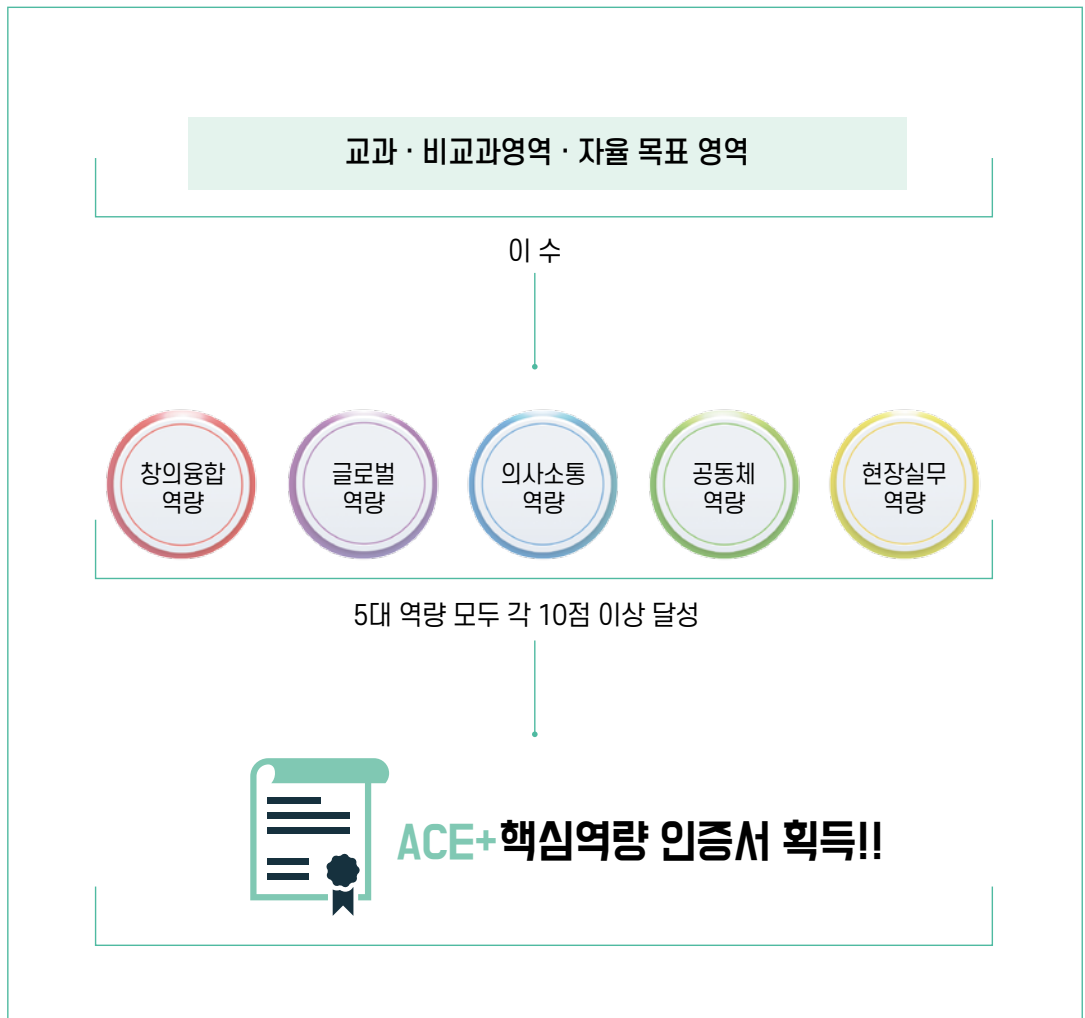 교과 · 비교과영역 · 자율 목표 영역
이 수
창의융합
역량
글로벌
역량
의사소통
역량
공동체
역량
현장실무
역량
5대 역량 모두 각 10점 이상 달성
ACE+핵심역량 인증서 획득!!